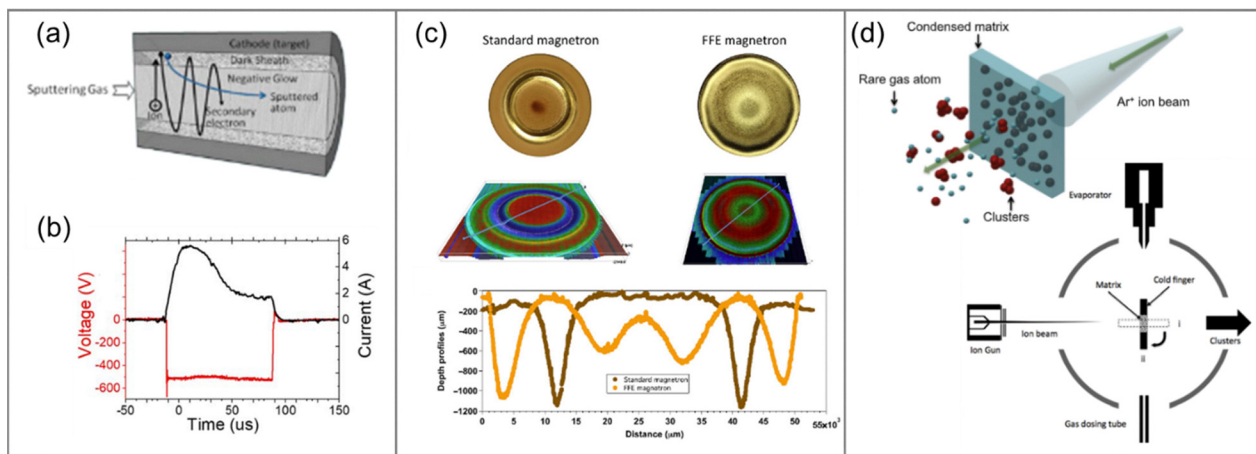 (a)
Cathode (target)
Dark Sheath
Negative Glow
Sputtering Gas
Sputtered
atom
Ion
Secondary
electron
(b)
Voltage (V)
0
-200
-400
-600
6
4
2
0
Current (A)
-50 0 50 100 150
Time (us)
(c)
Standard magnetron
FFE magnetron
0
−200
−400
−600
−800
−1000
−1200
Depth profiles (µm)
Standard magnetron
FFE magnetron
0 5 10 15 20 25 30 35 40 45 50 55×10³
Distance (µm)
(d)
Condensed matrix
Rare gas atom
Ar⁺ ion beam
Clusters
Evaporator
Matrix
Cold finger
i
Ion beam
Ion Gun
Clusters
ii
Gas dosing tube